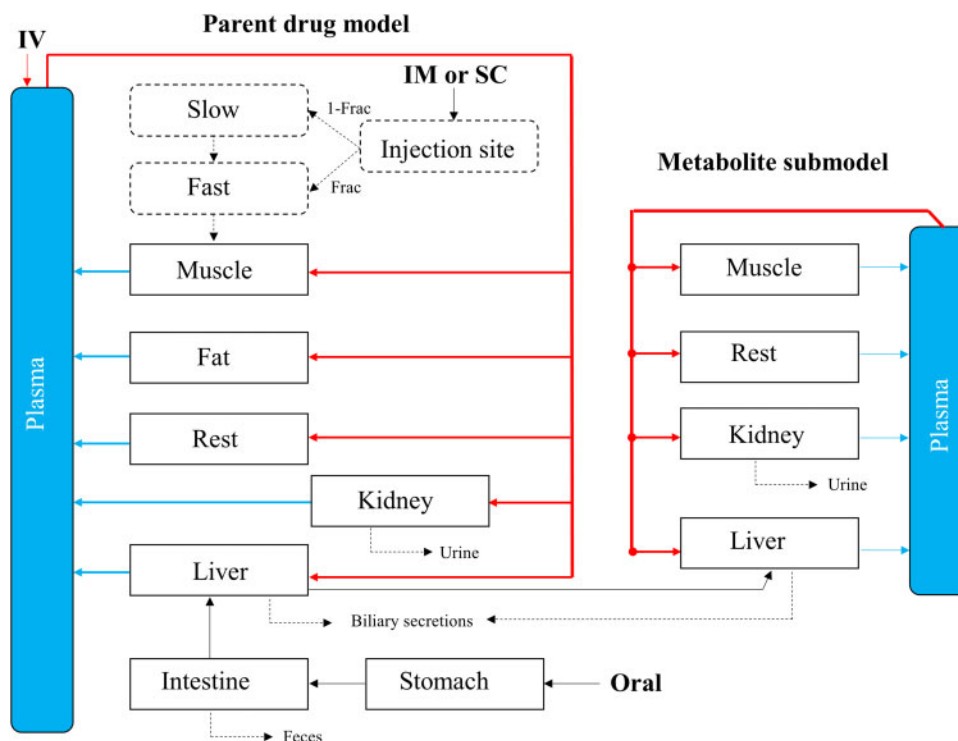 Parent drug model
IV
IM or SC
Slow
1-Frac
Injection site
Fast
Frac
Muscle
Fat
Rest
Kidney
Urine
Liver
Biliary secretions
Intestine
Stomach
Oral
Feces
Plasma
Metabolite submodel
Muscle
Rest
Kidney
Urine
Liver
Plasma